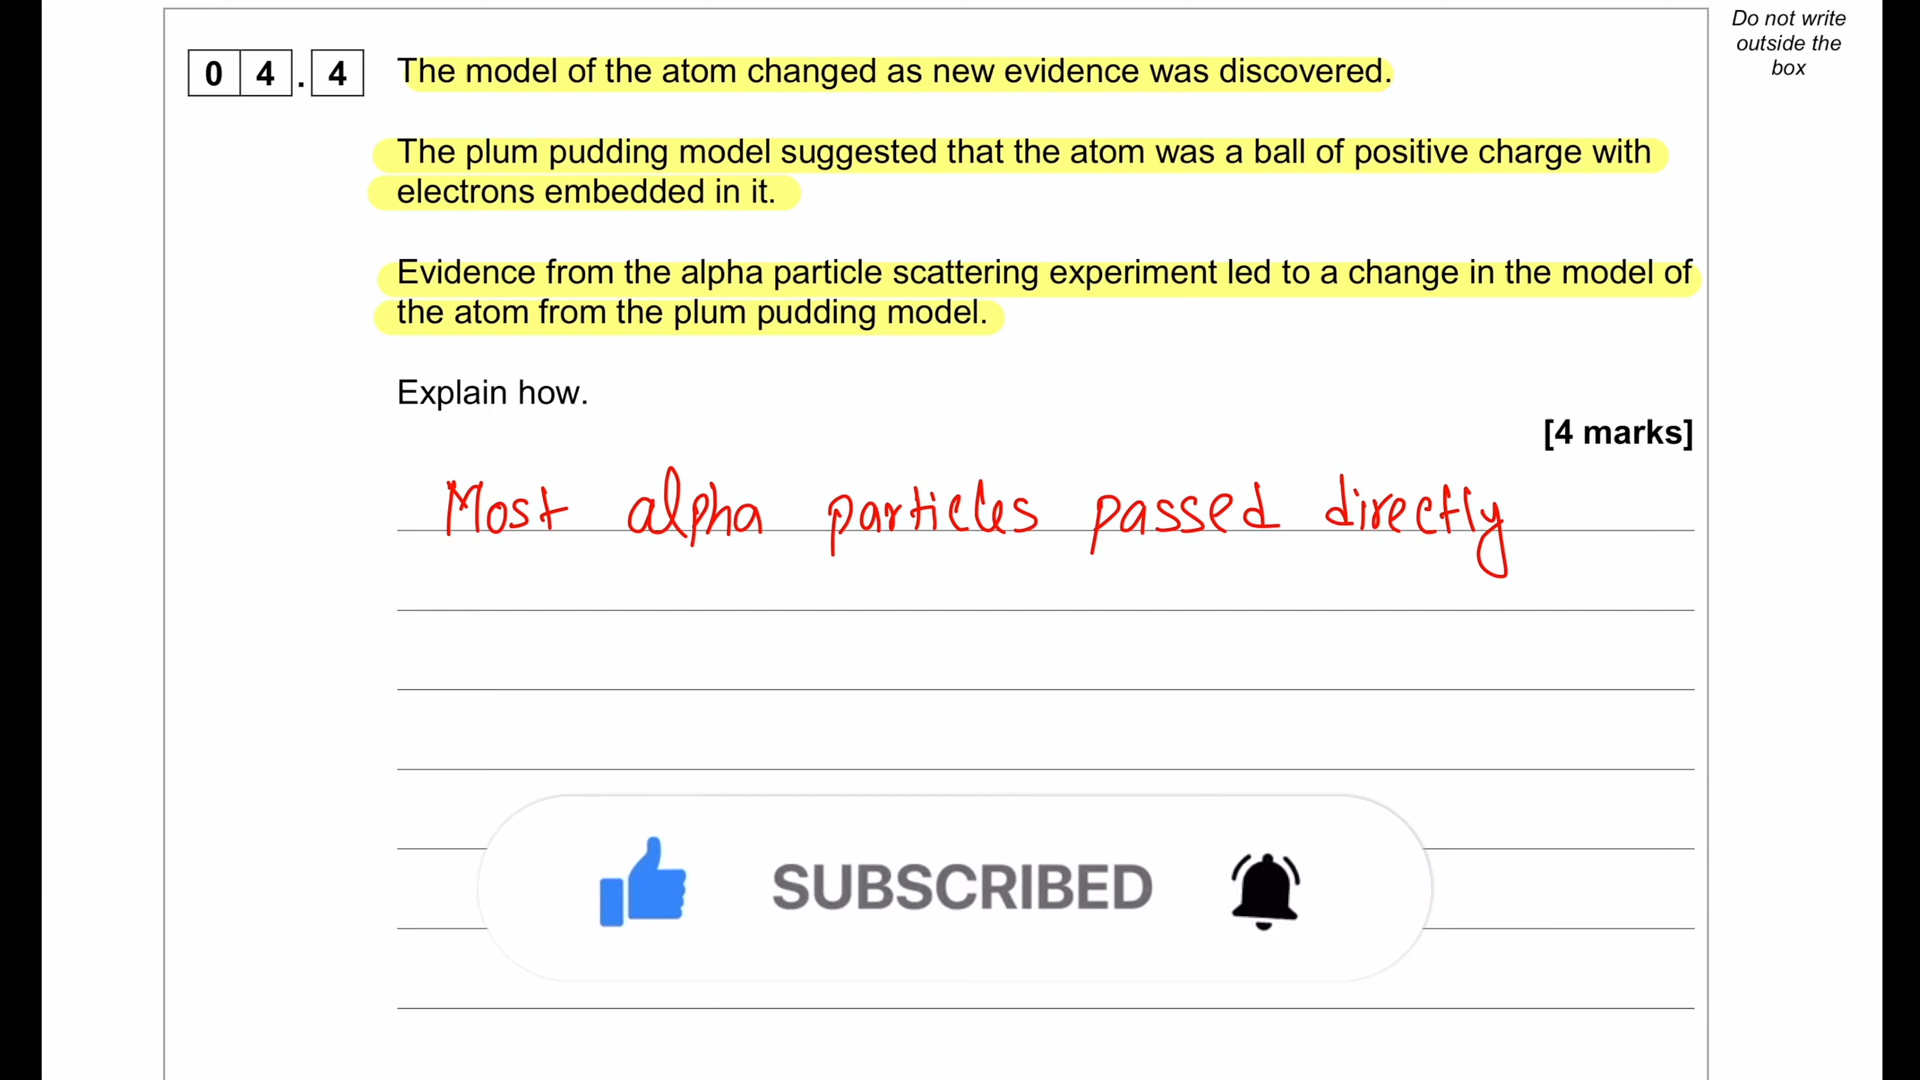 Do not write
outside the
box
04.4 The model of the atom changed as new evidence was discovered.
The plum pudding model suggested that the atom was a ball of positive charge with
electrons embedded in it.
Evidence from the alpha particle scattering experiment led to a change in the model of
the atom from the plum pudding model.
Explain how.
[4 marks]
Most alpha particles passed directly
SUBSCRIBED